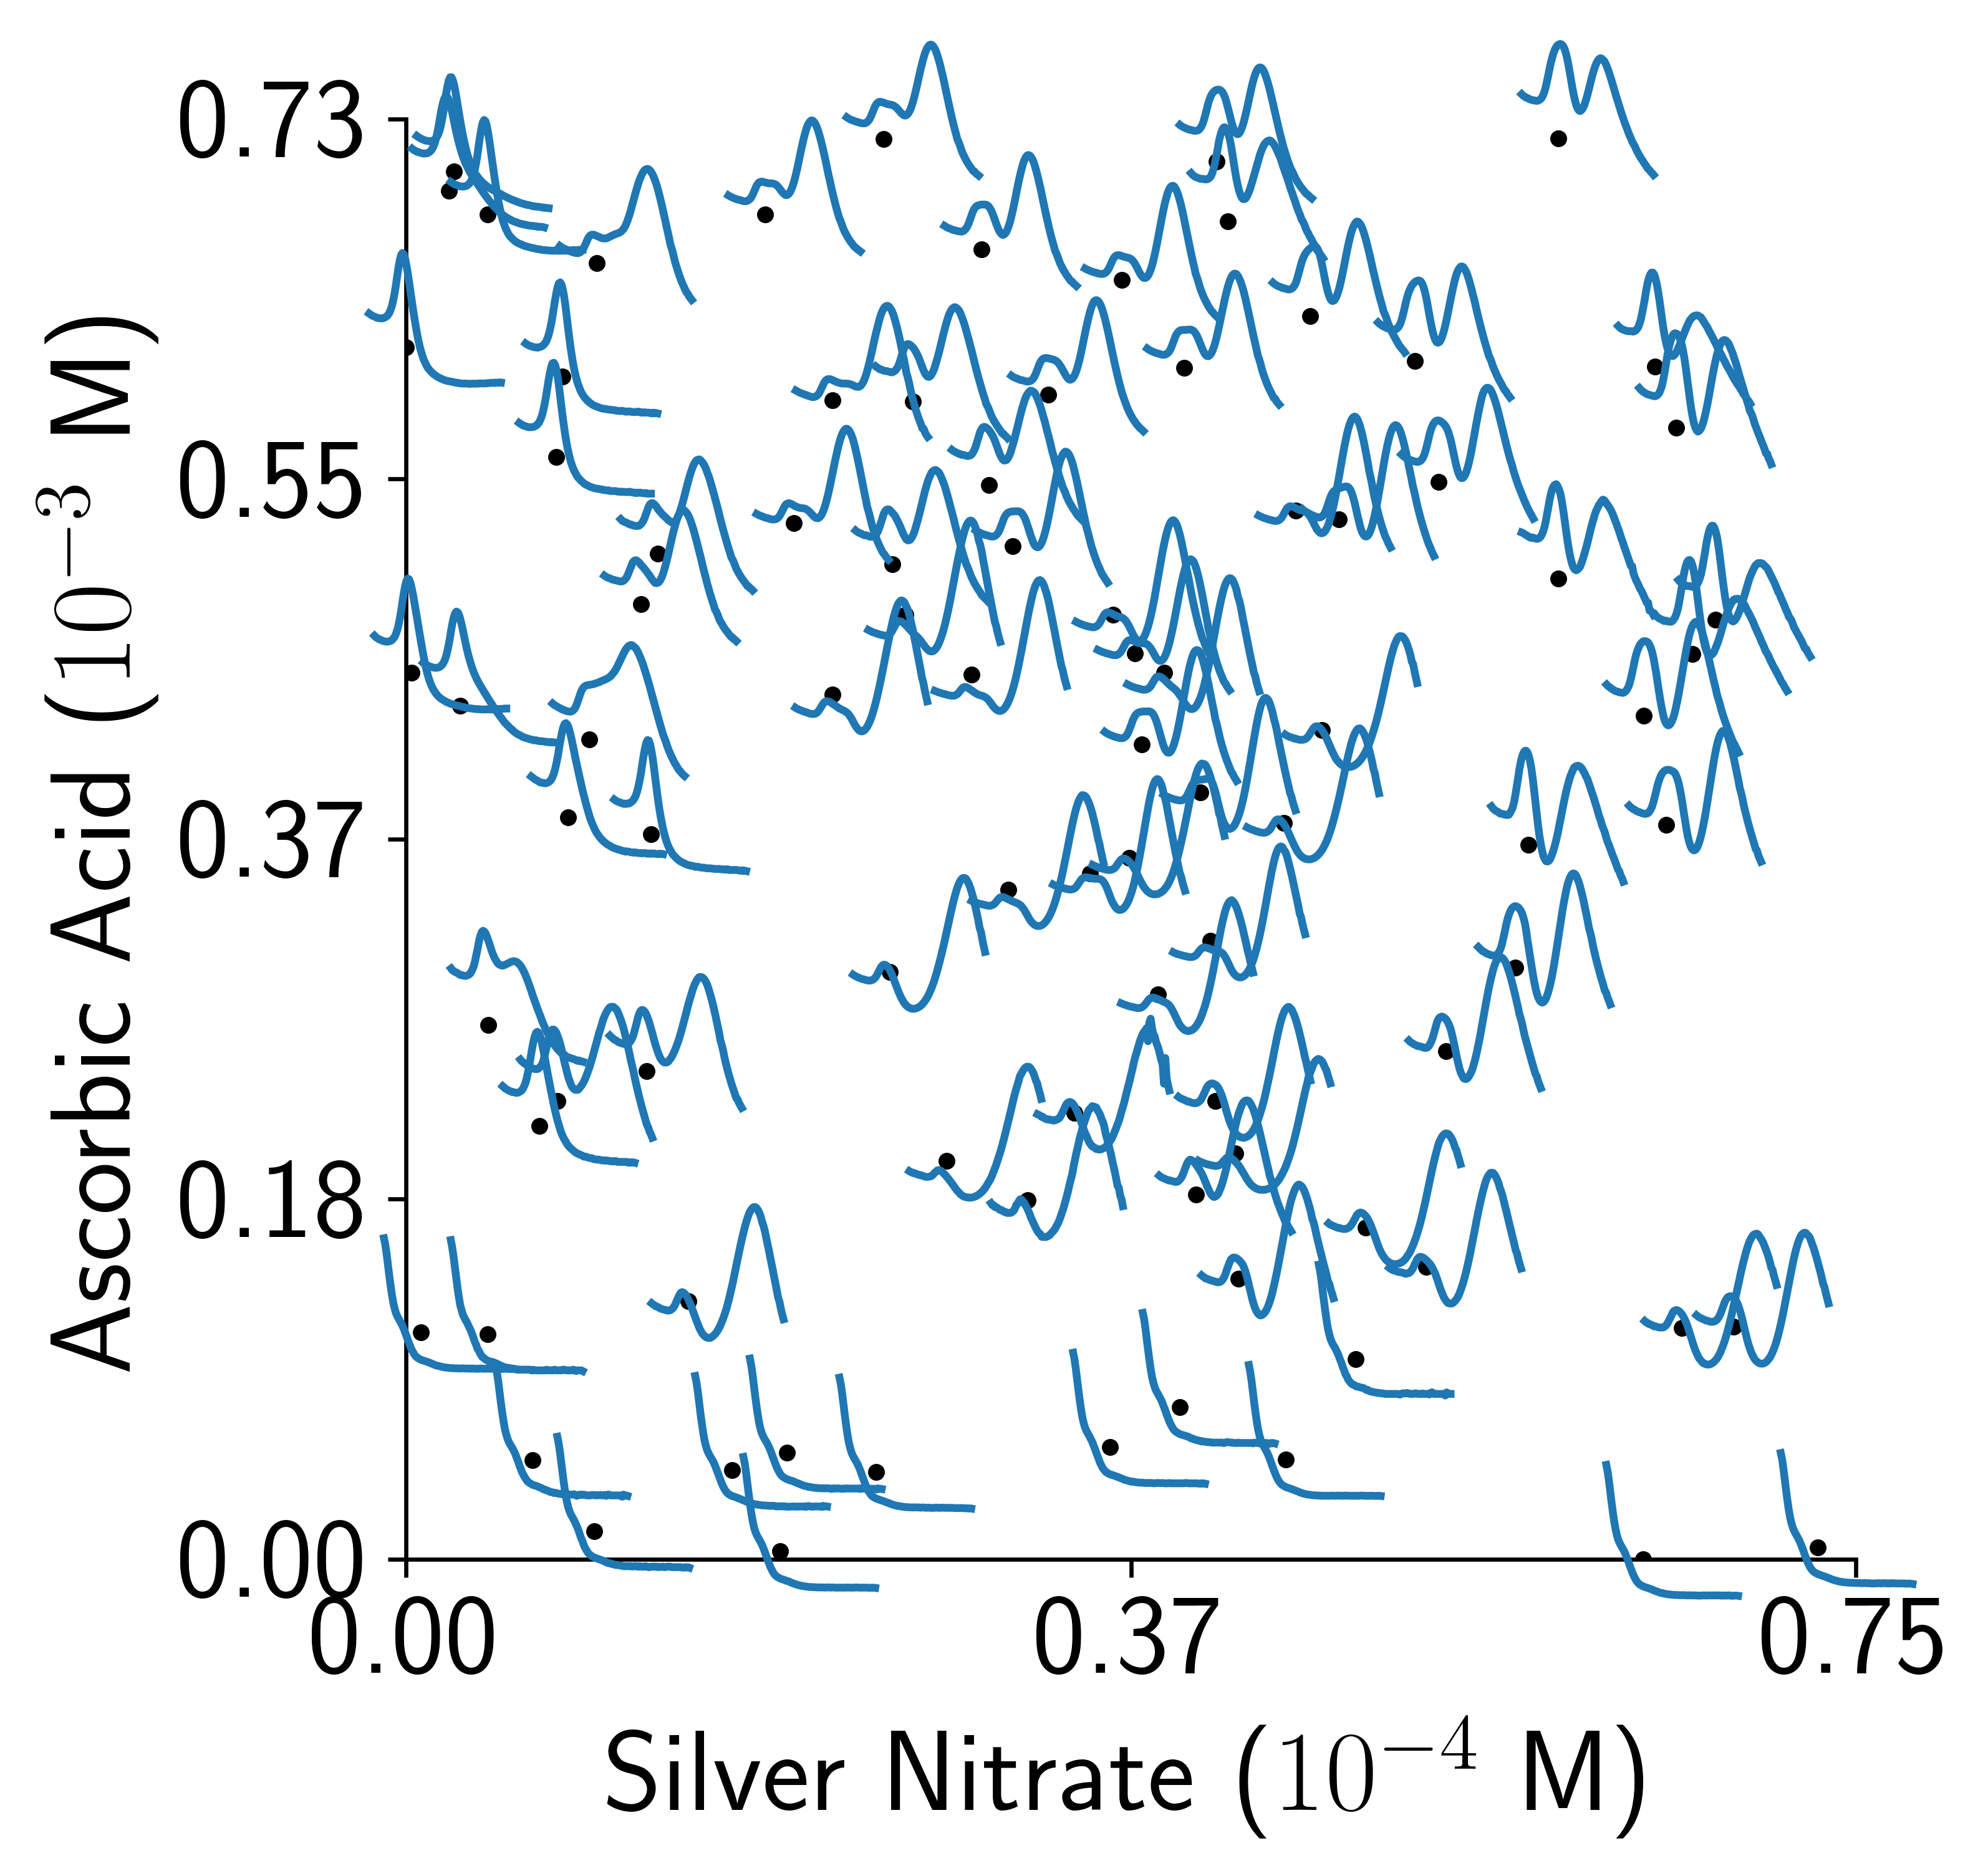 Ascorbic Acid (10⁻³ M)
0.73
0.55
0.37
0.18
0.00
0.00 0.37 0.75
Silver Nitrate (10⁻⁴ M)